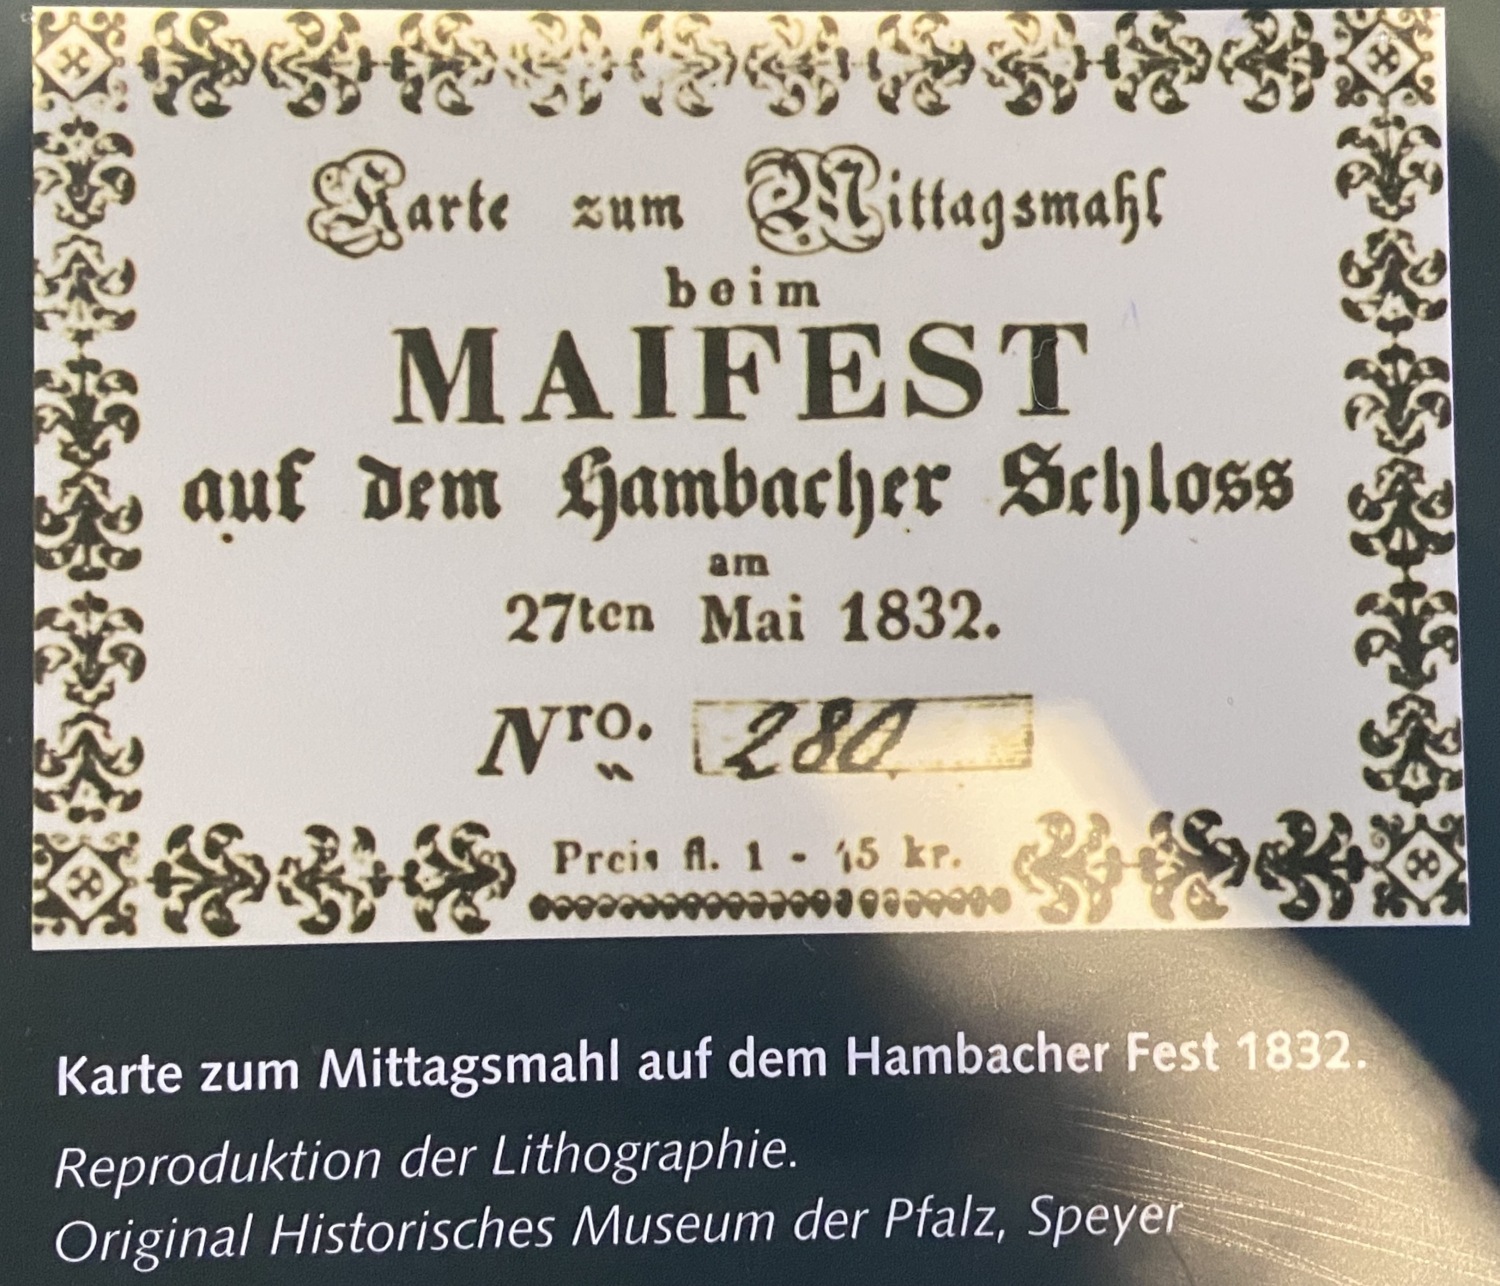 Karte zum Mittagsmahl
beim
MAIFEST
auf dem Hambacher Schloss
am
27ten Mai 1832.
Nro. 280
Preis fl. 1 - 45 kr.
Karte zum Mittagsmahl auf dem Hambacher Fest 1832.
Reproduktion der Lithographie.
Original Historisches Museum der Pfalz, Speyer